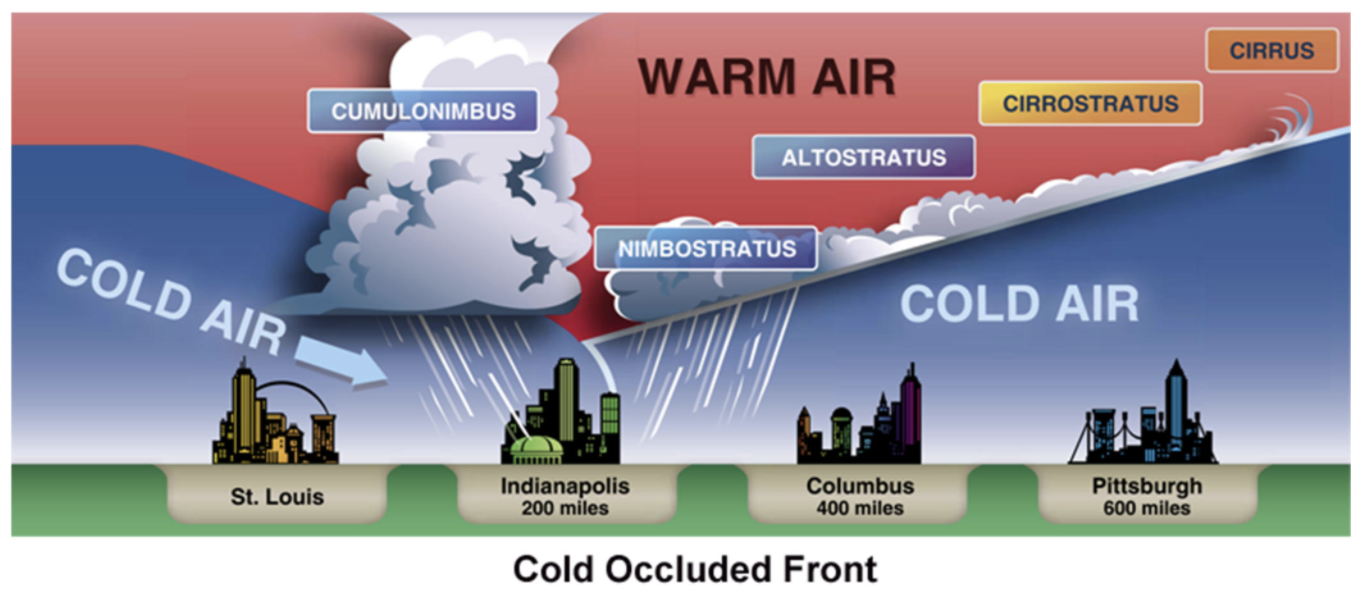 CIRRUS
WARM AIR
CIRROSTRATUS
CUMULONIMBUS
ALTOSTRATUS
NIMBOSTRATUS
COLD AIR
COLD AIR
St. Louis
Indianapolis
200 miles
Columbus
400 miles
Pittsburgh
600 miles
Cold Occluded Front